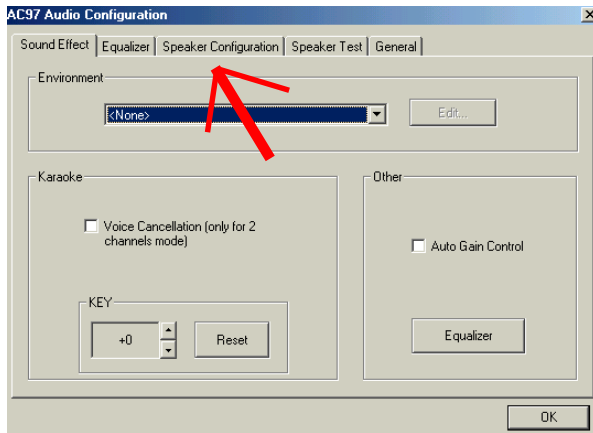 AC97 Audio Configuration
Sound Effect Equalizer Speaker Configuration Speaker Test General
Environment
<None> Edit...
Karaoke
Voice Cancellation (only for 2
channels mode)
KEY
+0 Reset
Other
Auto Gain Control
Equalizer
OK